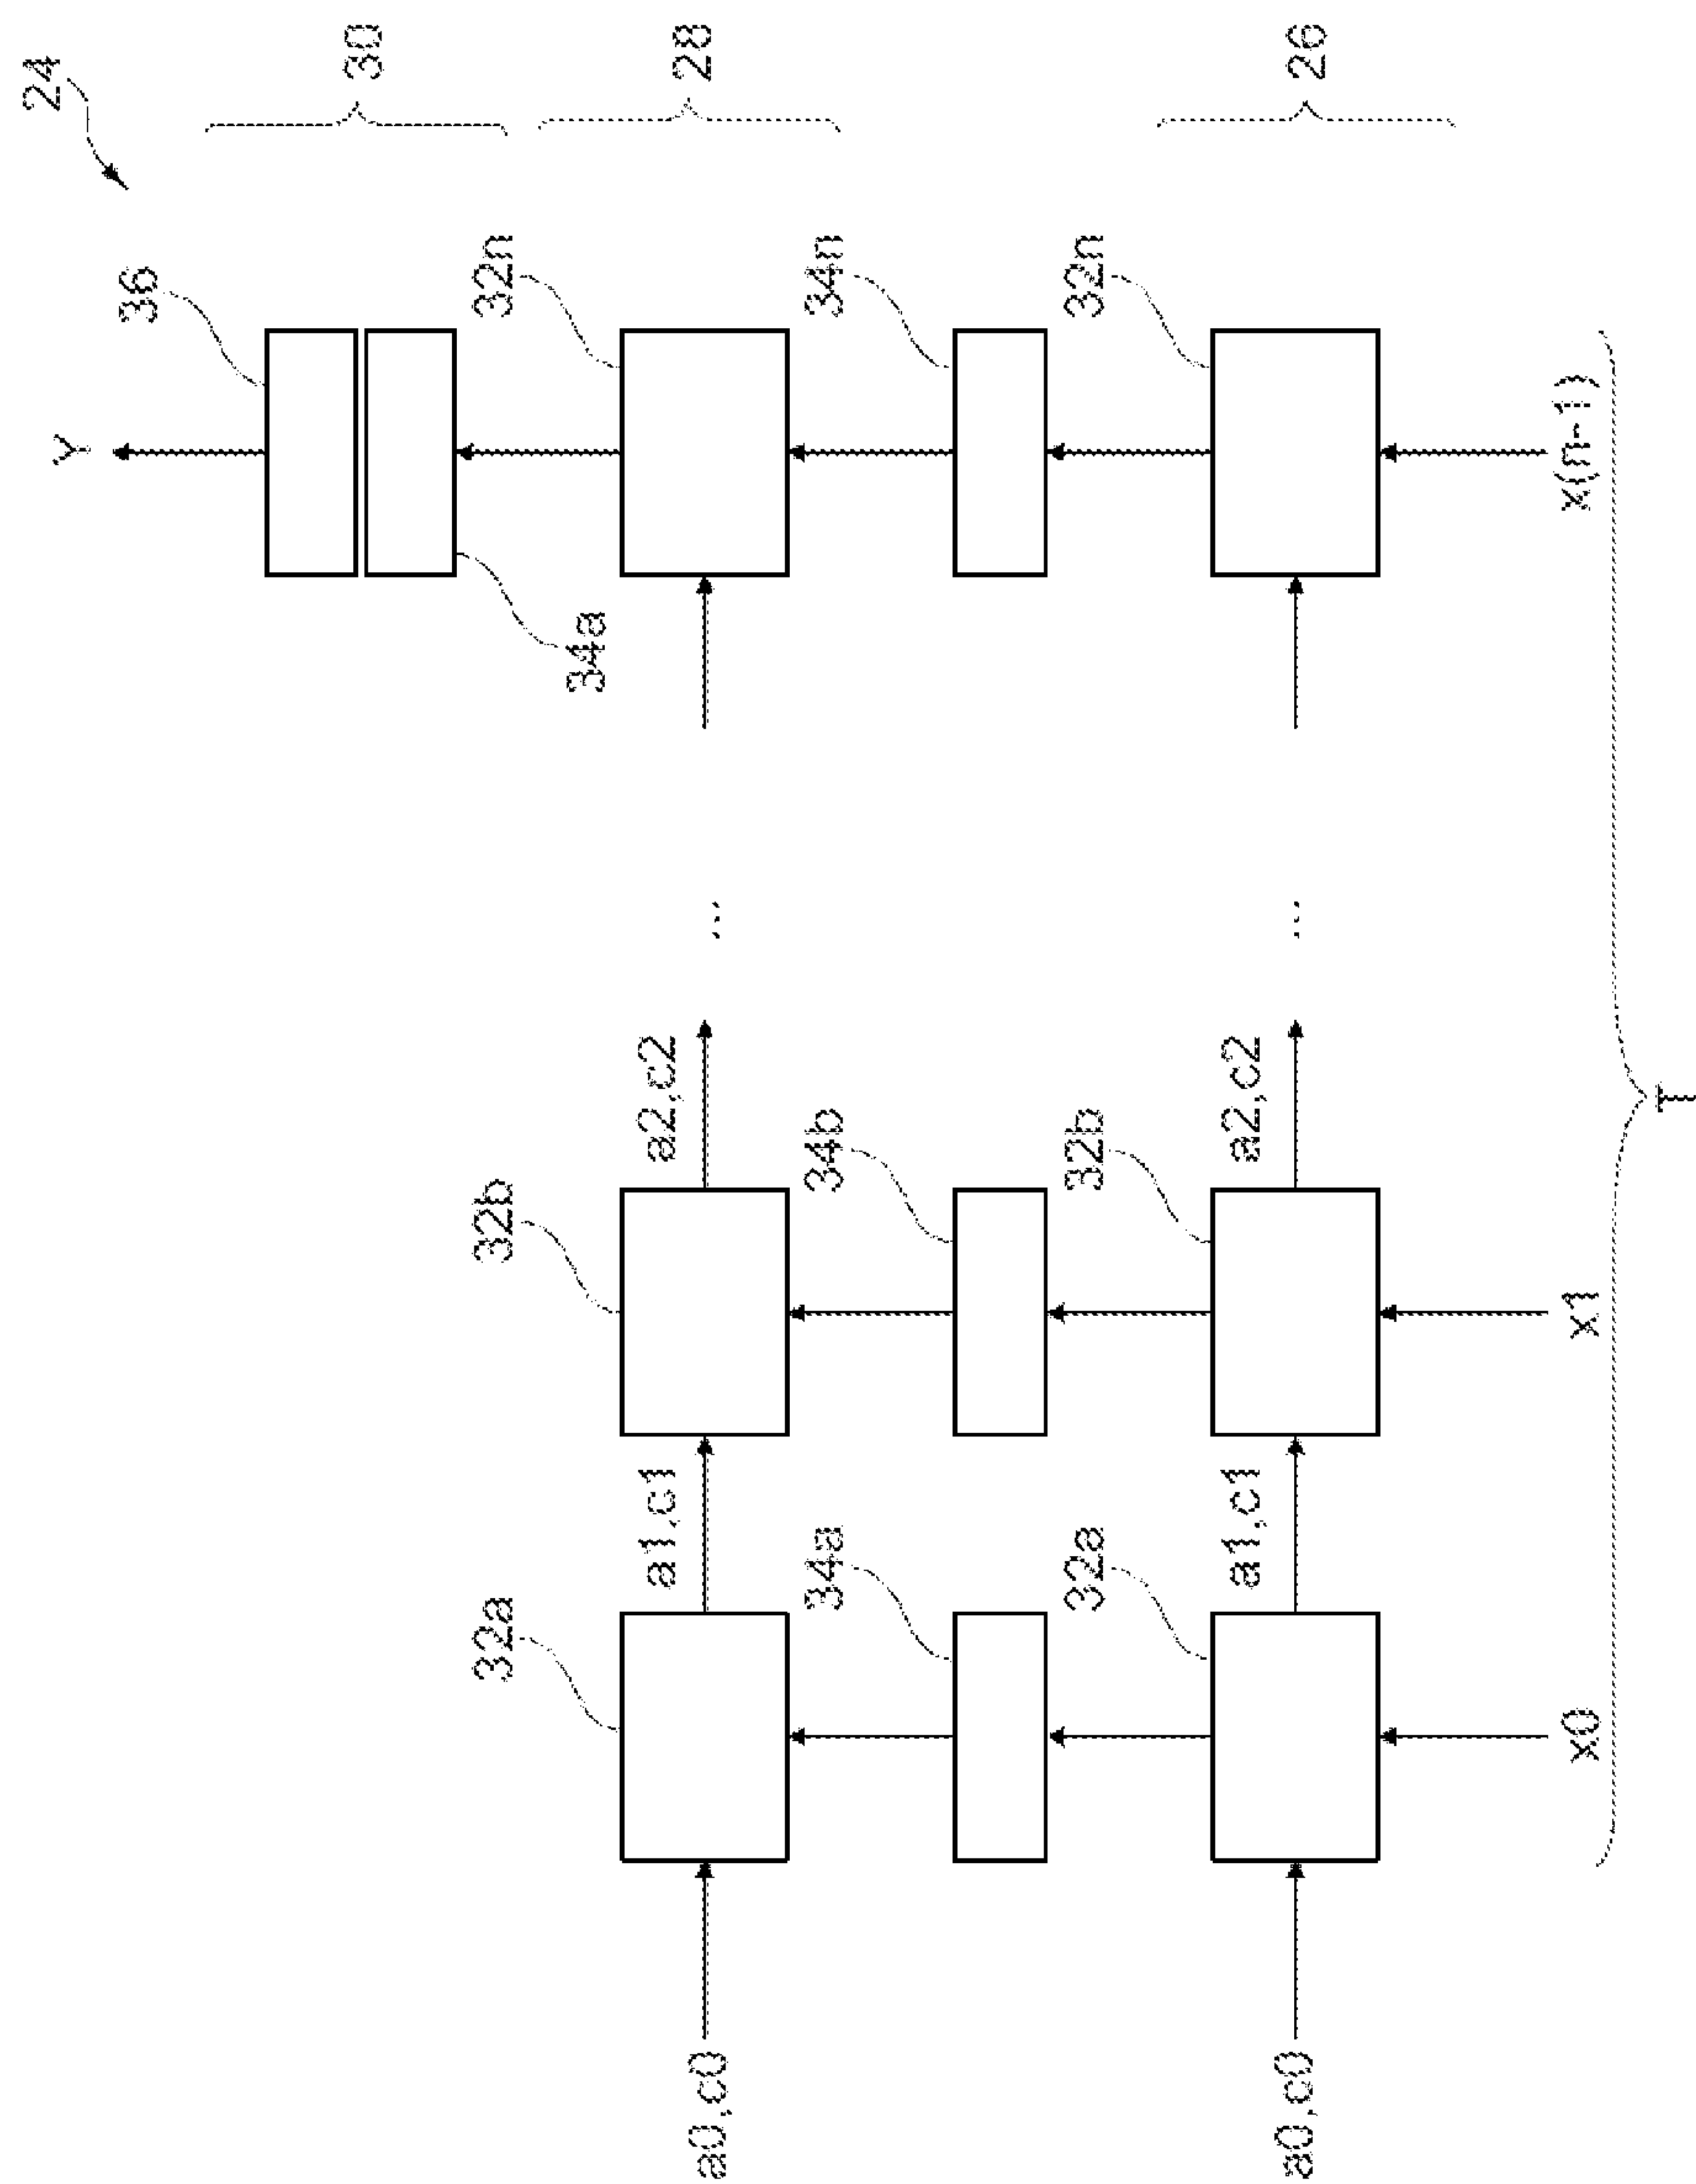 24
Y
36
30
32a
32b
32n
34a
a1,c1
a2,c2
a0,c0
...
28
34a
34b
34n
32a
32b
32n
a1,c1
a2,c2
a0,c0
...
26
x0
x1
x(n-1)
T